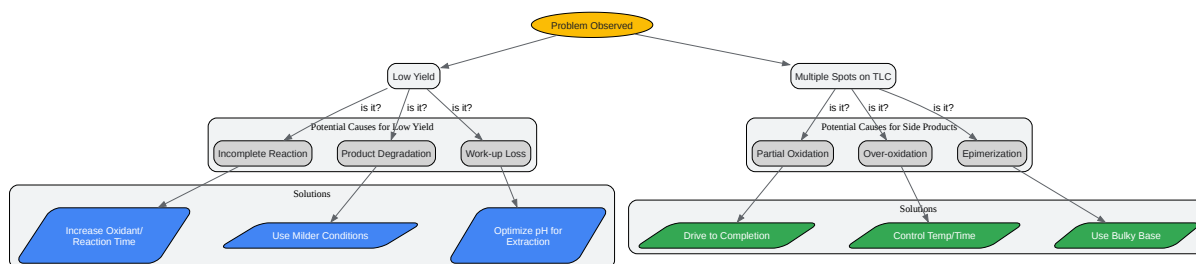 Problem Observed
Low Yield
Multiple Spots on TLC
is it?
is it?
is it?
is it?
is it?
is it?
Potential Causes for Low Yield
Potential Causes for Side Products
Incomplete Reaction
Product Degradation
Work-up Loss
Partial Oxidation
Over-oxidation
Epimerization
Solutions
Solutions
Increase Oxidant/
Reaction Time
Use Milder Conditions
Optimize pH for
Extraction
Drive to Completion
Control Temp/Time
Use Bulky Base